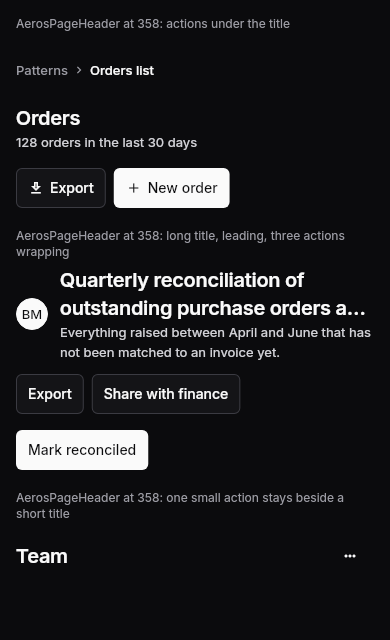 AerosPageHeader at 358: actions under the title
Patterns > Orders list
Orders
128 orders in the last 30 days
Export
New order
AerosPageHeader at 358: long title, leading, three actions
wrapping
Quarterly reconciliation of
BM
outstanding purchase orders a...
Everything raised between April and June that has
not been matched to an invoice yet.
Export
Share with finance
Mark reconciled
AerosPageHeader at 358: one small action stays beside a
short title
Team